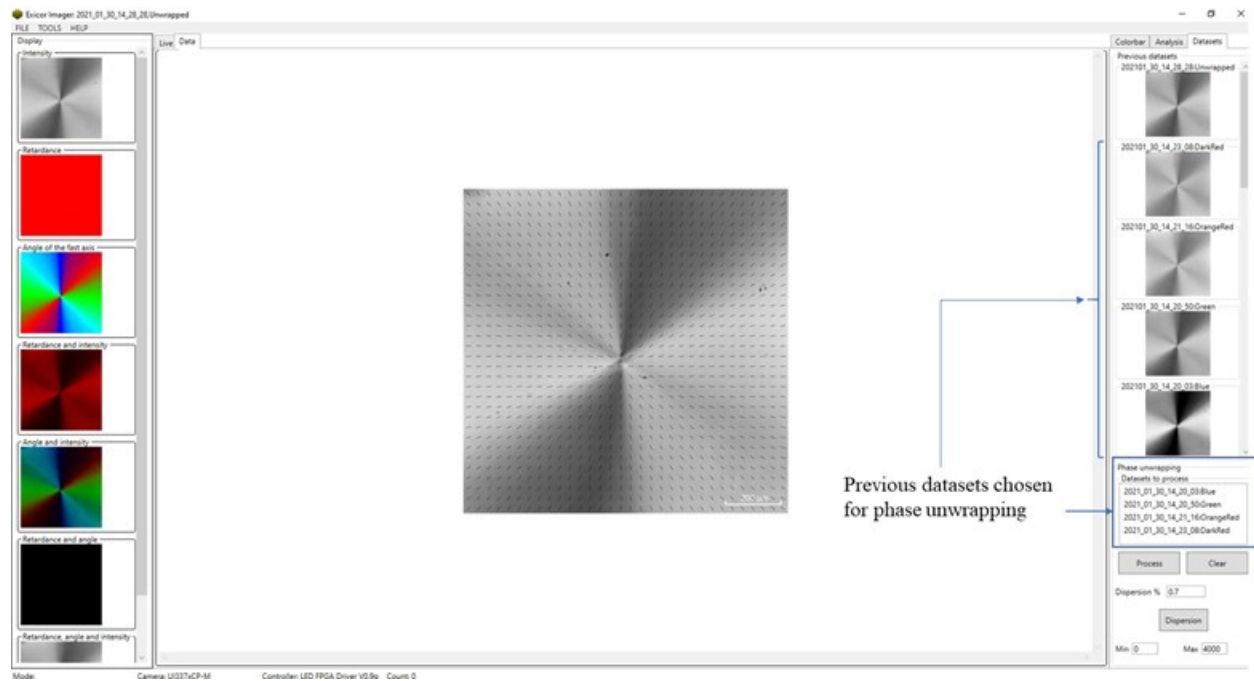 Exicor Imager: 2021_01_30_14_28_28;Unwrapped
FILE TOOLS HELP
Display
Intensity
Retardance
Angle of the fast axis
Retardance and intensity
Angle and intensity
Retardance and angle
Retardance, angle and intensity
Live Data
Previous datasets chosen
for phase unwrapping
Colorbar Analysis Datasets
Previous datasets
202101_30_14_28_28:Unwrapped
202101_30_14_23_08:DarkRed
202101_30_14_21_16:OrangeRed
202101_30_14_20_50:Green
202101_30_14_20_03:Blue
Phase unwrapping
Datasets to process
2021_01_30_14_20_03:Blue
2021_01_30_14_20_50:Green
2021_01_30_14_21_16:OrangeRed
2021_01_30_14_23_08:DarkRed
Process Clear
Dispersion % 0.7
Dispersion
Min 0 Max 4000
Mode: Camera: UI337xCP-M Controller: LED FPGA Driver V0.9s Count: 0